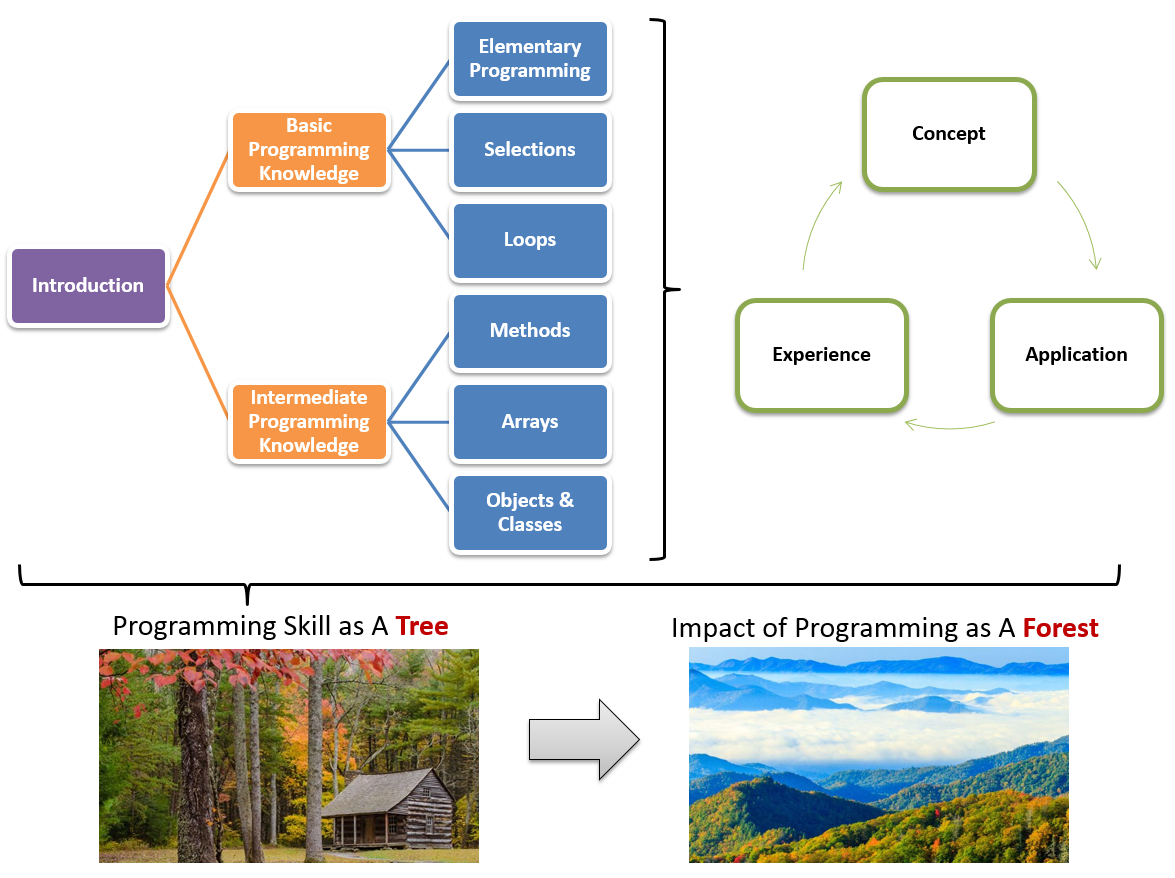 Elementary
Programming
Basic
Programming
Knowledge
Selections
Loops
Introduction
Methods
Intermediate
Programming
Knowledge
Arrays
Objects &
Classes
Concept
Experience
Application
Programming Skill as A Tree
Impact of Programming as A Forest